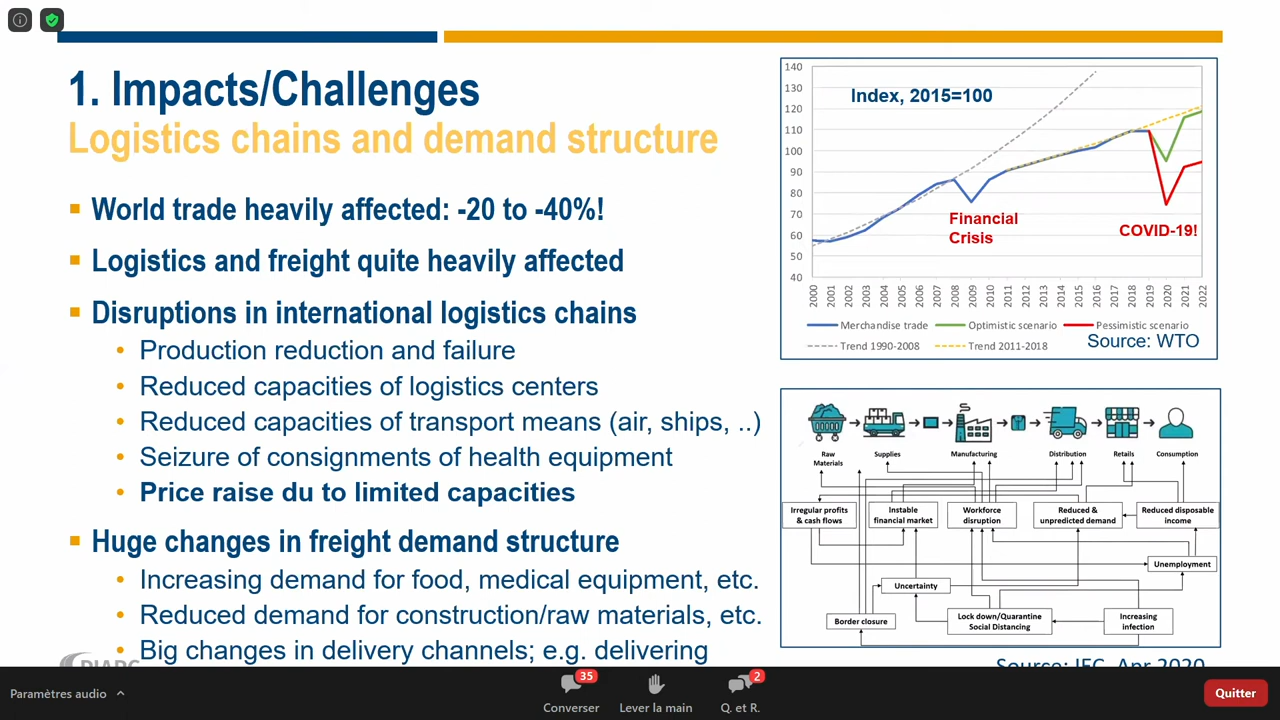 1. Impacts/Challenges
Logistics chains and demand structure
World trade heavily affected: -20 to -40%!
Logistics and freight quite heavily affected
Disruptions in international logistics chains
Production reduction and failure
Reduced capacities of logistics centers
Reduced capacities of transport means (air, ships, ..)
Seizure of consignments of health equipment
Price raise du to limited capacities
Huge changes in freight demand structure
Increasing demand for food, medical equipment, etc.
Reduced demand for construction/raw materials, etc.
Big changes in delivery channels; e.g. delivering
140
130
120
110
100
90
80
70
60
50
40
Index, 2015=100
Financial
Crisis
COVID-19!
2000 2001 2002 2003 2004 2005 2006 2007 2008 2009 2010 2011 2012 2013 2014 2015 2016 2017 2018 2019 2020 2021 2022
Merchandise trade Optimistic scenario Pessimistic scenario
Trend 1990-2008 Trend 2011-2018
Source: WTO
Raw
Materials
Supplies
Manufacturing
Distribution
Retails
Consumption
Irregular profits
& cash flows
Instable
financial market
Workforce
disruption
Reduced &
unpredicted demand
Reduced disposable
income
Unemployment
Uncertainty
Border closure
Lock down/Quarantine
Social Distancing
Increasing
infection
Source: IFC, Apr 2020
Paramètres audio
35
Converser
Lever la main
2
Q. et R.
Quitter